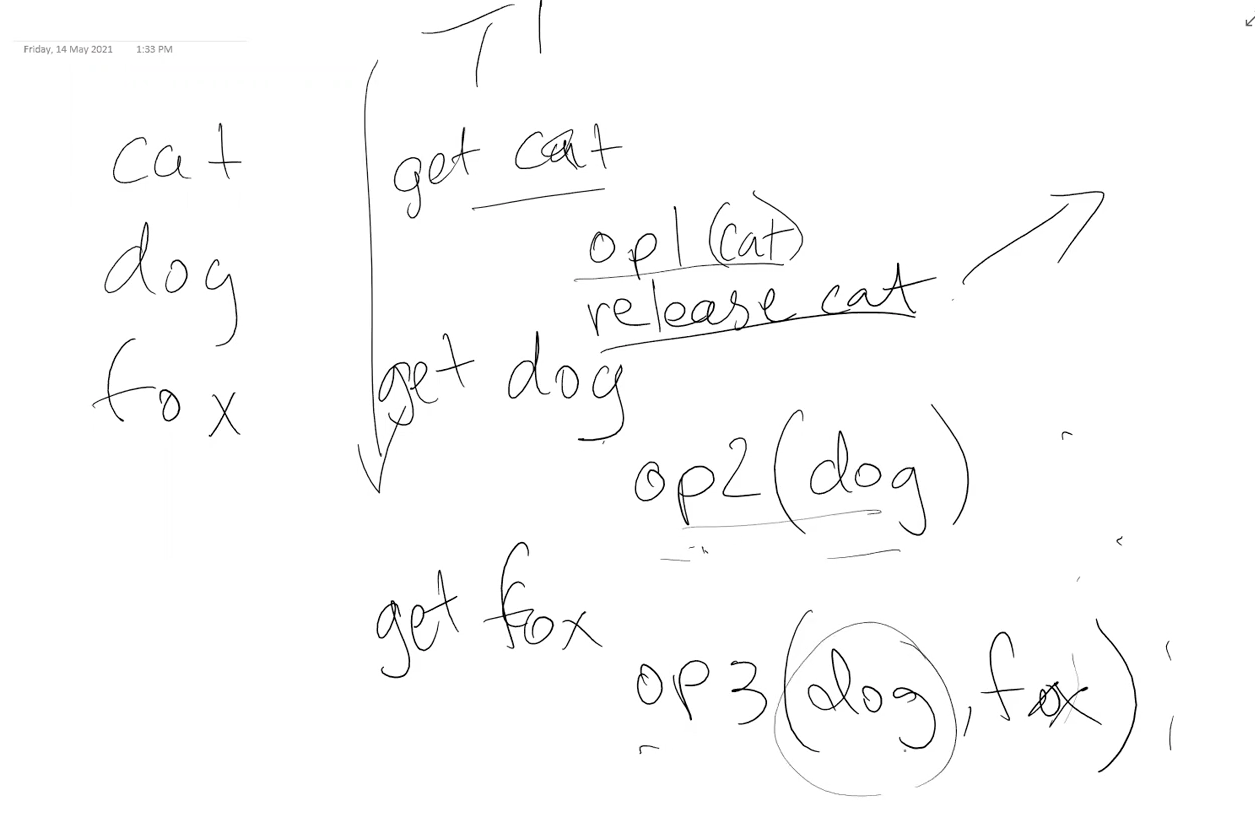 Friday, 14 May 2021 1:33 PM
T1
cat
dog
fox
get cat
op1(cat)
release cat
get dog
op2(dog)
get fox
op3(dog, fox)